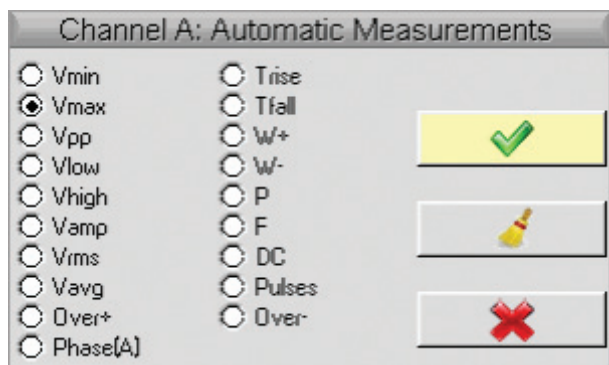 Channel A: Automatic Measurements
Vmin
Vmax
Vpp
Vlow
Vhigh
Vamp
Vrms
Vavg
Over+
Phase(A)
Trise
Tfall
W+
W-
P
F
DC
Pulses
Over-